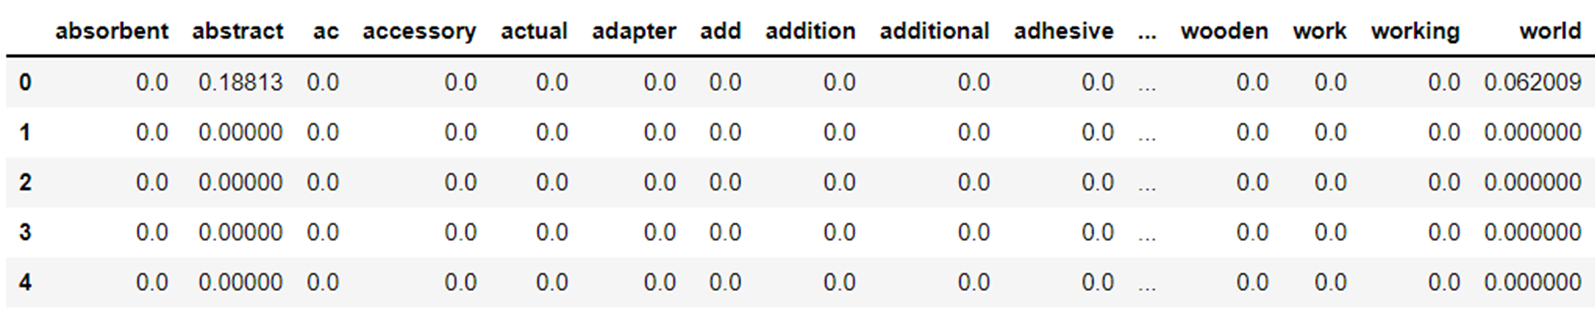 absorbent abstract ac accessory actual adapter add addition additional adhesive ... wooden work working world
0 0.0 0.18813 0.0 0.0 0.0 0.0 0.0 0.0 0.0 0.0 ... 0.0 0.0 0.0 0.062009
1 0.0 0.00000 0.0 0.0 0.0 0.0 0.0 0.0 0.0 0.0 ... 0.0 0.0 0.0 0.000000
2 0.0 0.00000 0.0 0.0 0.0 0.0 0.0 0.0 0.0 0.0 ... 0.0 0.0 0.0 0.000000
3 0.0 0.00000 0.0 0.0 0.0 0.0 0.0 0.0 0.0 0.0 ... 0.0 0.0 0.0 0.000000
4 0.0 0.00000 0.0 0.0 0.0 0.0 0.0 0.0 0.0 0.0 ... 0.0 0.0 0.0 0.000000